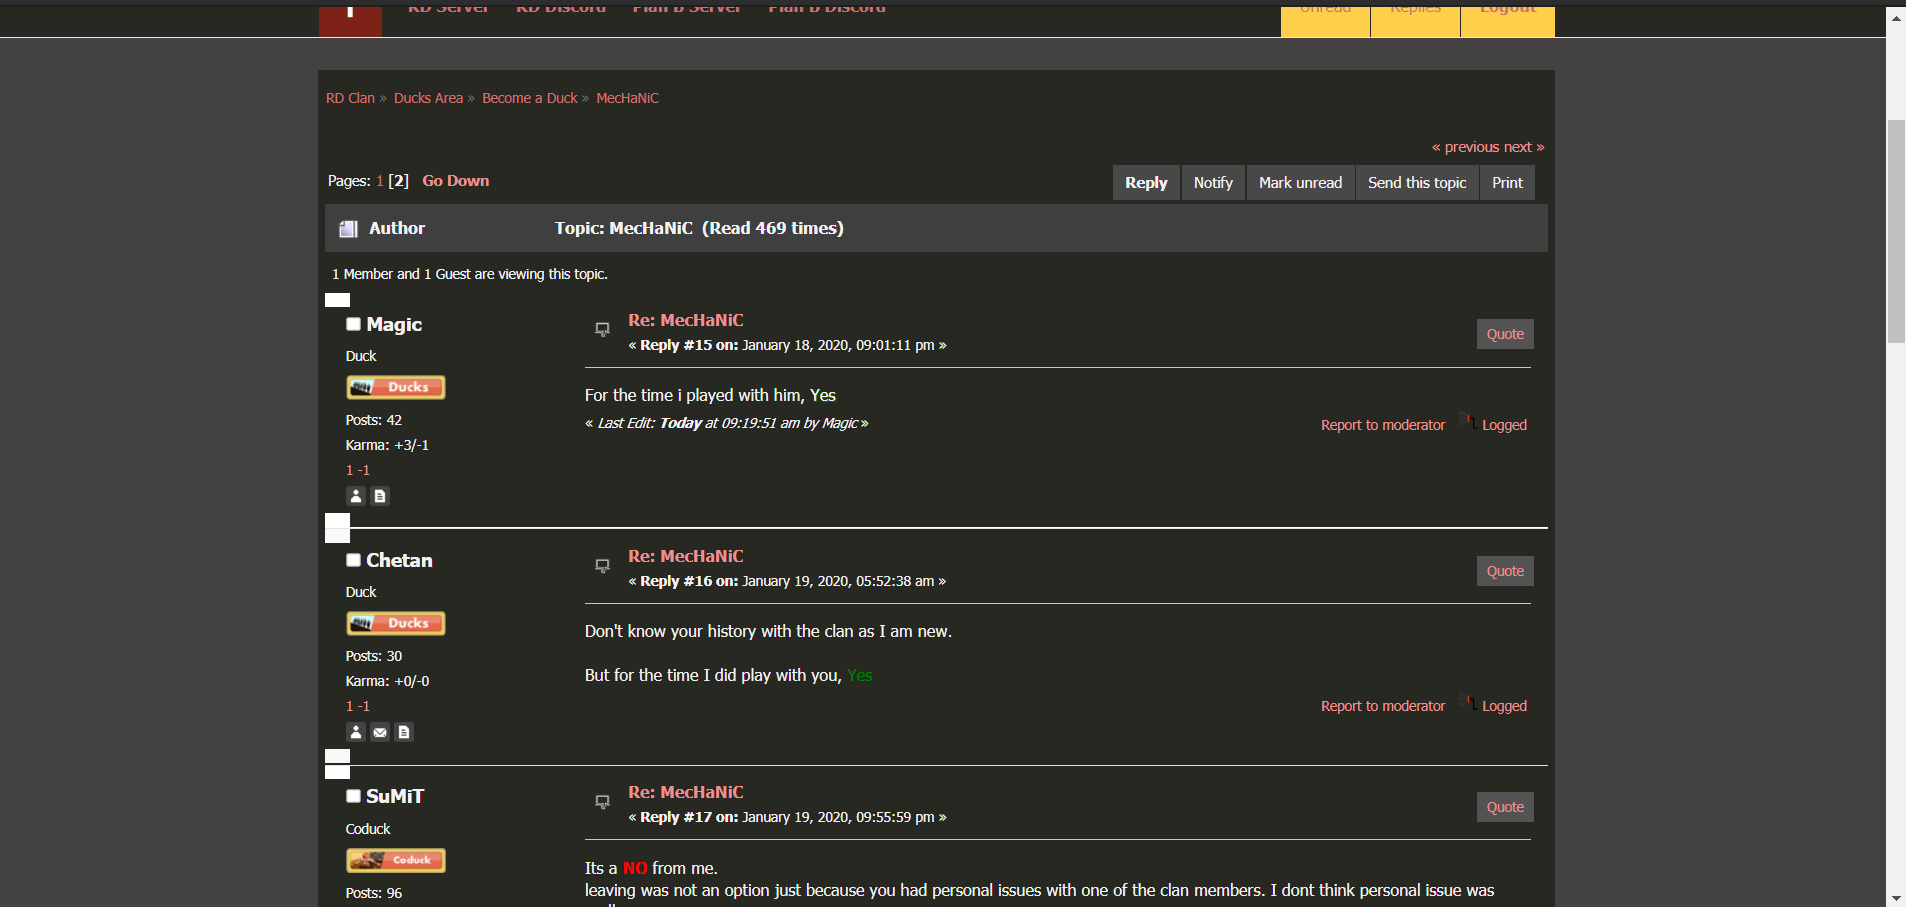 RD Server RD Discord Plan B Server Plan B Discord Unread Replies Logout
RD Clan » Ducks Area » Become a Duck » MecHaNiC
« previous next »
Pages: 1 [2] Go Down Reply Notify Mark unread Send this topic Print
Author Topic: MecHaNiC (Read 469 times)
1 Member and 1 Guest are viewing this topic.
Magic
Duck
Ducks
Posts: 42
Karma: +3/-1
1 -1
Re: MecHaNiC
« Reply #15 on: January 18, 2020, 09:01:11 pm »
Quote
For the time i played with him, Yes
« Last Edit: Today at 09:19:51 am by Magic »
Report to moderator Logged
Chetan
Duck
Ducks
Posts: 30
Karma: +0/-0
1 -1
Re: MecHaNiC
« Reply #16 on: January 19, 2020, 05:52:38 am »
Quote
Don't know your history with the clan as I am new.
But for the time I did play with you, Yes
Report to moderator Logged
SuMiT
Coduck
Coduck
Posts: 96
Re: MecHaNiC
« Reply #17 on: January 19, 2020, 09:55:59 pm »
Quote
Its a NO from me.
leaving was not an option just because you had personal issues with one of the clan members. I dont think personal issue was